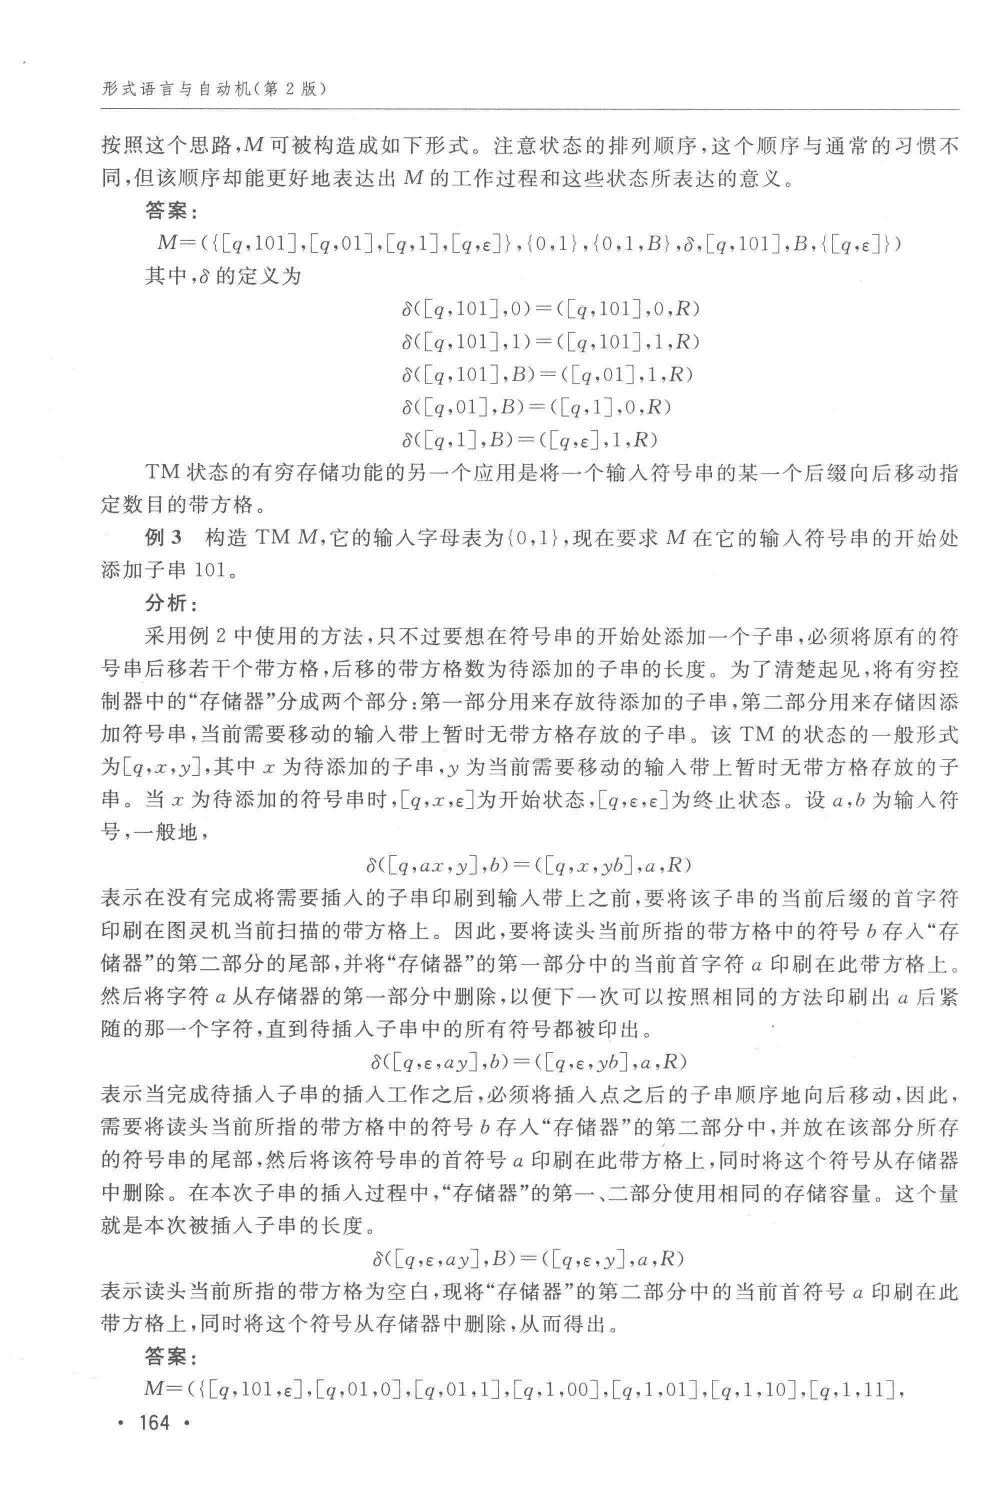 形式语言与自动机(第 2 版)
按照这个思路,M 可被构造成如下形式。注意状态的排列顺序,这个顺序与通常的习惯不
同,但该顺序却能更好地表达出 M 的工作过程和这些状态所表达的意义。
答案:
M=({[q,101],[q,01],[q,1],[q,ε]},{0,1},{0,1,B},δ,[q,101],B,{[q,ε]})
其中,δ 的定义为
δ([q,101],0)=([q,101],0,R)
δ([q,101],1)=([q,101],1,R)
δ([q,101],B)=([q,01],1,R)
δ([q,01],B)=([q,1],0,R)
δ([q,1],B)=([q,ε],1,R)
TM 状态的有穷存储功能的另一个应用是将一个输入符号串的某一个后缀向后移动指
定数目的带方格。
例 3 构造 TM M,它的输入字母表为{0,1},现在要求 M 在它的输入符号串的开始处
添加子串 101。
分析:
采用例 2 中使用的方法,只不过要想在符号串的开始处添加一个子串,必须将原有的符
号串后移若干个带方格,后移的带方格数为待添加的子串的长度。为了清楚起见,将有穷控
制器中的“存储器”分成两个部分:第一部分用来存放待添加的子串,第二部分用来存储因添
加符号串,当前需要移动的输入带上暂时无带方格存放的子串。该 TM 的状态的一般形式
为[q,x,y],其中 x 为待添加的子串,y 为当前需要移动的输入带上暂时无带方格存放的子
串。当 x 为待添加的符号串时,[q,x,ε]为开始状态,[q,ε,ε]为终止状态。设 a,b 为输入符
号,一般地,
δ([q,ax,y],b)=([q,x,yb],a,R)
表示在没有完成将需要插入的子串印刷到输入带上之前,要将该子串的当前后缀的首字符
印刷在图灵机当前扫描的带方格上。因此,要将读头当前所指的带方格中的符号 b 存入“存
储器”的第二部分的尾部,并将“存储器”的第一部分中的当前首字符 a 印刷在此带方格上。
然后将字符 a 从存储器的第一部分中删除,以便下一次可以按照相同的方法印刷出 a 后紧
随的那一个字符,直到待插入子串中的所有符号都被印出。
δ([q,ε,ay],b)=([q,ε,yb],a,R)
表示当完成待插入子串的插入工作之后,必须将插入点之后的子串顺序地向后移动,因此,
需要将读头当前所指的带方格中的符号 b 存入“存储器”的第二部分中,并放在该部分所存
的符号串的尾部,然后将该符号串的首符号 a 印刷在此带方格上,同时将这个符号从存储器
中删除。在本次子串的插入过程中,“存储器”的第一、二部分使用相同的存储容量。这个量
就是本次被插入子串的长度。
δ([q,ε,ay],B)=([q,ε,y],a,R)
表示读头当前所指的带方格为空白,现将“存储器”的第二部分中的当前首符号 a 印刷在此
带方格上,同时将这个符号从存储器中删除,从而得出。
答案:
M=({[q,101,ε],[q,01,0],[q,01,1],[q,1,00],[q,1,01],[q,1,10],[q,1,11],
• 164 •